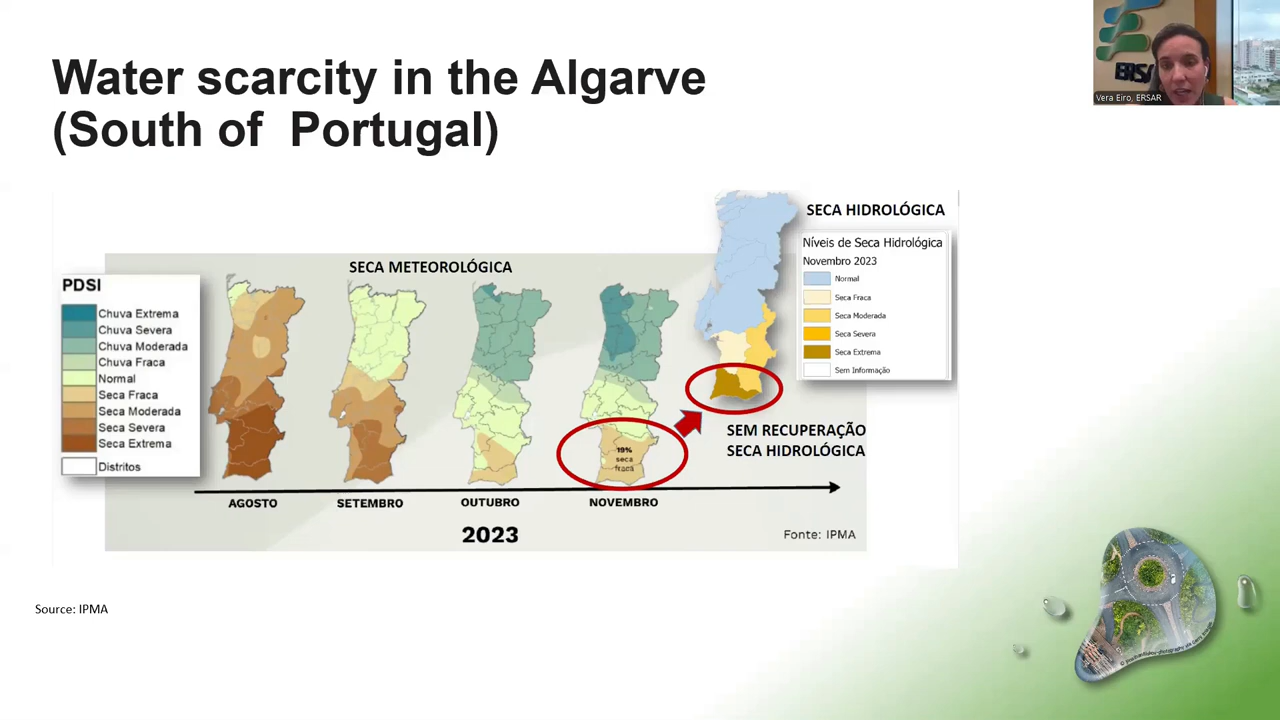 Water scarcity in the Algarve
(South of Portugal)
Vera Eiro, ERSAR
SECA HIDROLÓGICA
Níveis de Seca Hidrológica
Novembro 2023
Normal
Seca Fraca
Seca Moderada
Seca Severa
Seca Extrema
Sem Informação
SECA METEOROLÓGICA
PDSI
Chuva Extrema
Chuva Severa
Chuva Moderada
Chuva Fraca
Normal
Seca Fraca
Seca Moderada
Seca Severa
Seca Extrema
Distritos
19%
seca
fraca
SEM RECUPERAÇÃO
SECA HIDROLÓGICA
AGOSTO
SETEMBRO
OUTUBRO
NOVEMBRO
2023
Fonte: IPMA
Source: IPMA